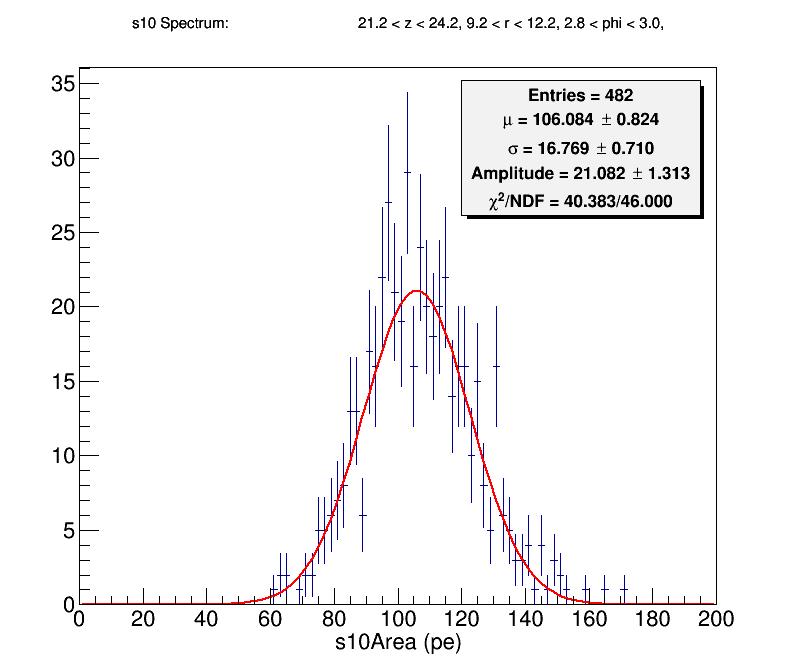 s10 Spectrum: 21.2 < z < 24.2, 9.2 < r < 12.2, 2.8 < phi < 3.0,
Entries = 482
μ = 106.084 ± 0.824
σ = 16.769 ± 0.710
Amplitude = 21.082 ± 1.313
χ²/NDF = 40.383/46.000
35
30
25
20
15
10
5
0
0 20 40 60 80 100 120 140 160 180 200
s10Area (pe)